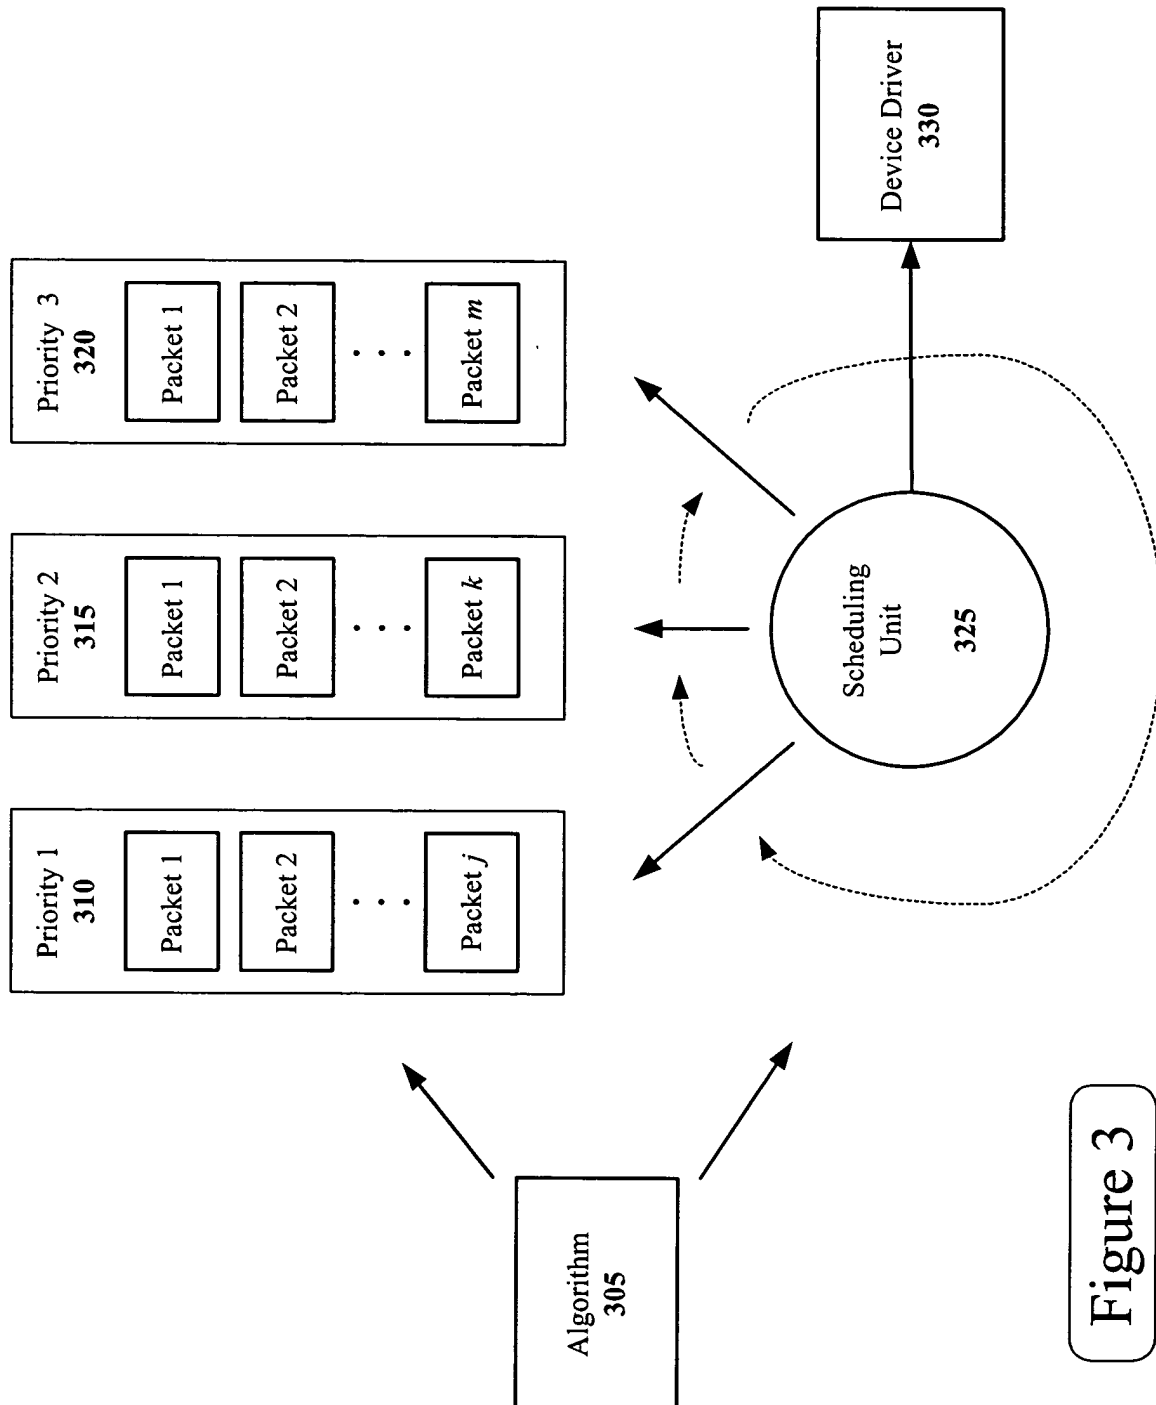 Algorithm
305
Priority 1
310
Packet 1
Packet 2
. . .
Packet j
Priority 2
315
Packet 1
Packet 2
. . .
Packet k
Priority 3
320
Packet 1
Packet 2
. . .
Packet m
Scheduling
Unit
325
Device Driver
330
Figure 3